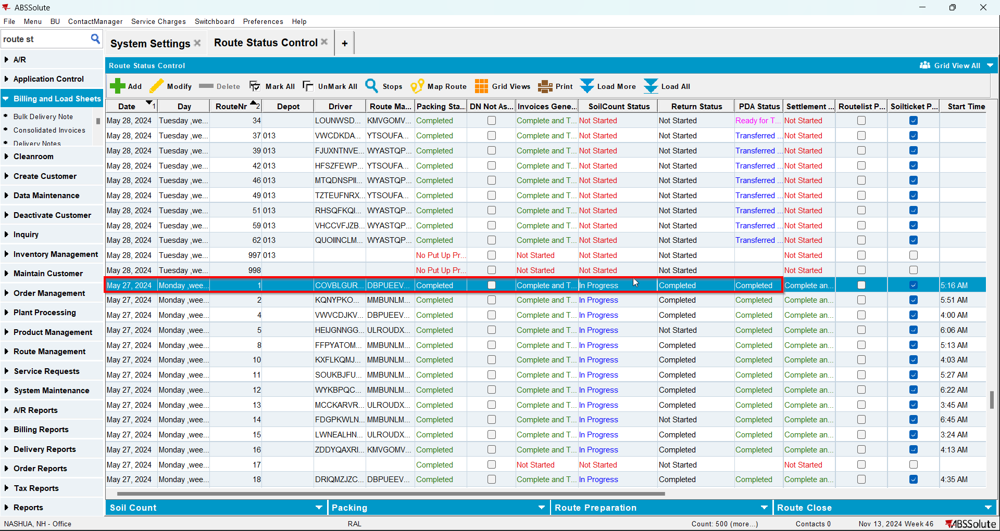 ABSSolute
File Menu BU ContactManager Service Charges Switchboard Preferences Help
route st
System Settings Route Status Control +
Route Status Control Grid View All
Add Modify Delete Mark All UnMark All Stops Map Route Grid Views Print Load More Load All
A/R
Application Control
Billing and Load Sheets
Bulk Delivery Note
Consolidated Invoices
Delivery Notes
Cleanroom
Create Customer
Data Maintenance
Deactivate Customer
Inquiry
Inventory Management
Maintain Customer
Order Management
Plant Processing
Product Management
Route Management
Service Requests
System Maintenance
A/R Reports
Billing Reports
Delivery Reports
Order Reports
Tax Reports
Reports
Date 1 Day RouteNr 2 Depot Driver Route Ma... Packing Sta... DN Not As... Invoices Gene... SoilCount Status Return Status PDA Status Settlement ... Routelist P... Soilticket P... Start Time
May 28, 2024 Tuesday ,we... 34 LOUNWSD... KMVGOMV... Completed Complete and T... Not Started Not Started Ready for T... Not Started
May 28, 2024 Tuesday ,we... 37 013 VWCDKDA... YTSOUFA... Completed Complete and T... Not Started Not Started Transferred ... Not Started
May 28, 2024 Tuesday ,we... 39 013 FJUXNTNVE... WYASTQP... Completed Complete and T... Not Started Not Started Transferred ... Not Started
May 28, 2024 Tuesday ,we... 42 013 HFSZFEWP... YTSOUFA... Completed Complete and T... Not Started Not Started Transferred ... Not Started
May 28, 2024 Tuesday ,we... 46 013 MTQDNSPII... WYASTQP... Completed Complete and T... Not Started Not Started Transferred ... Not Started
May 28, 2024 Tuesday ,we... 49 013 TZTEUFNRX... YTSOUFA... Completed Complete and T... Not Started Not Started Transferred ... Not Started
May 28, 2024 Tuesday ,we... 51 013 RHSQFKQI... WYASTQP... Completed Complete and T... Not Started Not Started Transferred ... Not Started
May 28, 2024 Tuesday ,we... 59 013 VHCCVFJZB... WYASTQP... Completed Complete and T... Not Started Not Started Transferred ... Not Started
May 28, 2024 Tuesday ,we... 62 013 QUOIINCLM... WYASTQP... Completed Complete and T... Not Started Not Started Transferred ... Not Started
May 28, 2024 Tuesday ,we... 997 013 No Put Up Pr... Not Started Not Started Not Started Not Started
May 28, 2024 Tuesday ,we... 998 No Put Up Pr... Not Started Not Started Not Started Not Started
May 27, 2024 Monday ,wee... 1 COVBLGUR... DBPUEEV... Completed Complete and T... In Progress Completed Completed Complete an... 5:16 AM
May 27, 2024 Monday ,wee... 2 KQNYPKO... MMBUNLM... Completed Complete and T... In Progress Completed Completed Complete an... 5:51 AM
May 27, 2024 Monday ,wee... 4 VWVCDJKV... DBPUEEV... Completed Complete and T... In Progress Completed Completed Complete an... 4:00 AM
May 27, 2024 Monday ,wee... 5 HEIJGNNGG... ULROUDX... Completed Complete and T... In Progress Not Started Completed Complete an... 6:06 AM
May 27, 2024 Monday ,wee... 8 FFPYATOM... MMBUNLM... Completed Complete and T... In Progress Completed Completed Complete an... 5:13 AM
May 27, 2024 Monday ,wee... 10 KXFLKQMJ... MMBUNLM... Completed Complete and T... In Progress Completed Completed Complete an... 4:03 AM
May 27, 2024 Monday ,wee... 11 SOUKBJFU... MMBUNLM... Completed Complete and T... In Progress Completed Completed Complete an... 5:27 AM
May 27, 2024 Monday ,wee... 12 WYKBPQC... MMBUNLM... Completed Complete and T... In Progress Completed Completed Complete an... 6:22 AM
May 27, 2024 Monday ,wee... 13 MCCKARVR... ULROUDX... Completed Complete and T... In Progress Completed Completed Complete an... 3:45 AM
May 27, 2024 Monday ,wee... 14 FDGPKWLN... MMBUNLM... Completed Complete and T... In Progress Not Started Completed Complete an... 6:45 AM
May 27, 2024 Monday ,wee... 15 LWNEALHN... ULROUDX... Completed Complete and T... In Progress Completed Completed Complete an... 3:24 AM
May 27, 2024 Monday ,wee... 16 ZDDYQAXRI... KMVGOMV... Completed Complete and T... In Progress Completed Completed Complete an... 4:13 AM
May 27, 2024 Monday ,wee... 17 Completed Not Started Not Started Not Started Not Started
May 27, 2024 Monday ,wee... 18 DRIQMZJZC... DBPUEEV... Completed Complete and T... In Progress Completed Completed Complete an... 4:35 AM
Soil Count Packing Route Preparation Route Close
NASHUA, NH - Office RAL Count: 500 (more...) Contacts 0 Nov 13, 2024 Week 46 ABSSolute